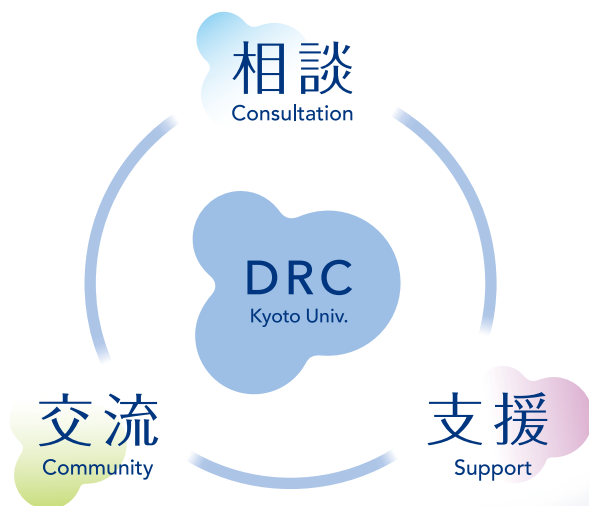 相談
Consultation
DRC
Kyoto Univ.
交流
Community
支援
Support